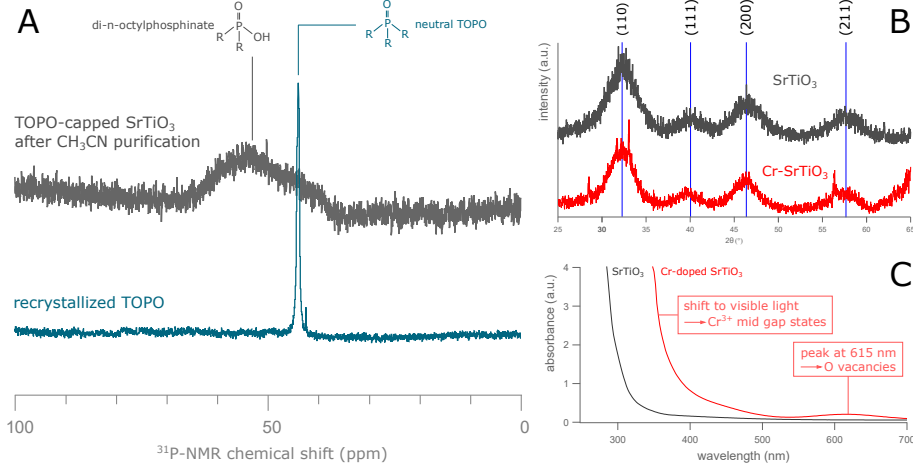 A
di-n-octylphosphinate
O
R
P
OH
R
O
R
P
R
R
neutral TOPO
TOPO-capped SrTiO₃
after CH₃CN purification
recrystallized TOPO
100
50
0
³¹P-NMR chemical shift (ppm)
B
(110)
(111)
(200)
(211)
intensity (a.u.)
SrTiO₃
Cr-SrTiO₃
25
30
35
40
45
50
55
60
65
2θ (°)
C
absorbance (a.u.)
4
3
2
1
0
SrTiO₃
Cr-doped SrTiO₃
shift to visible light
→Cr³⁺ mid gap states
peak at 615 nm
→O vacancies
300
400
500
600
700
wavelength (nm)